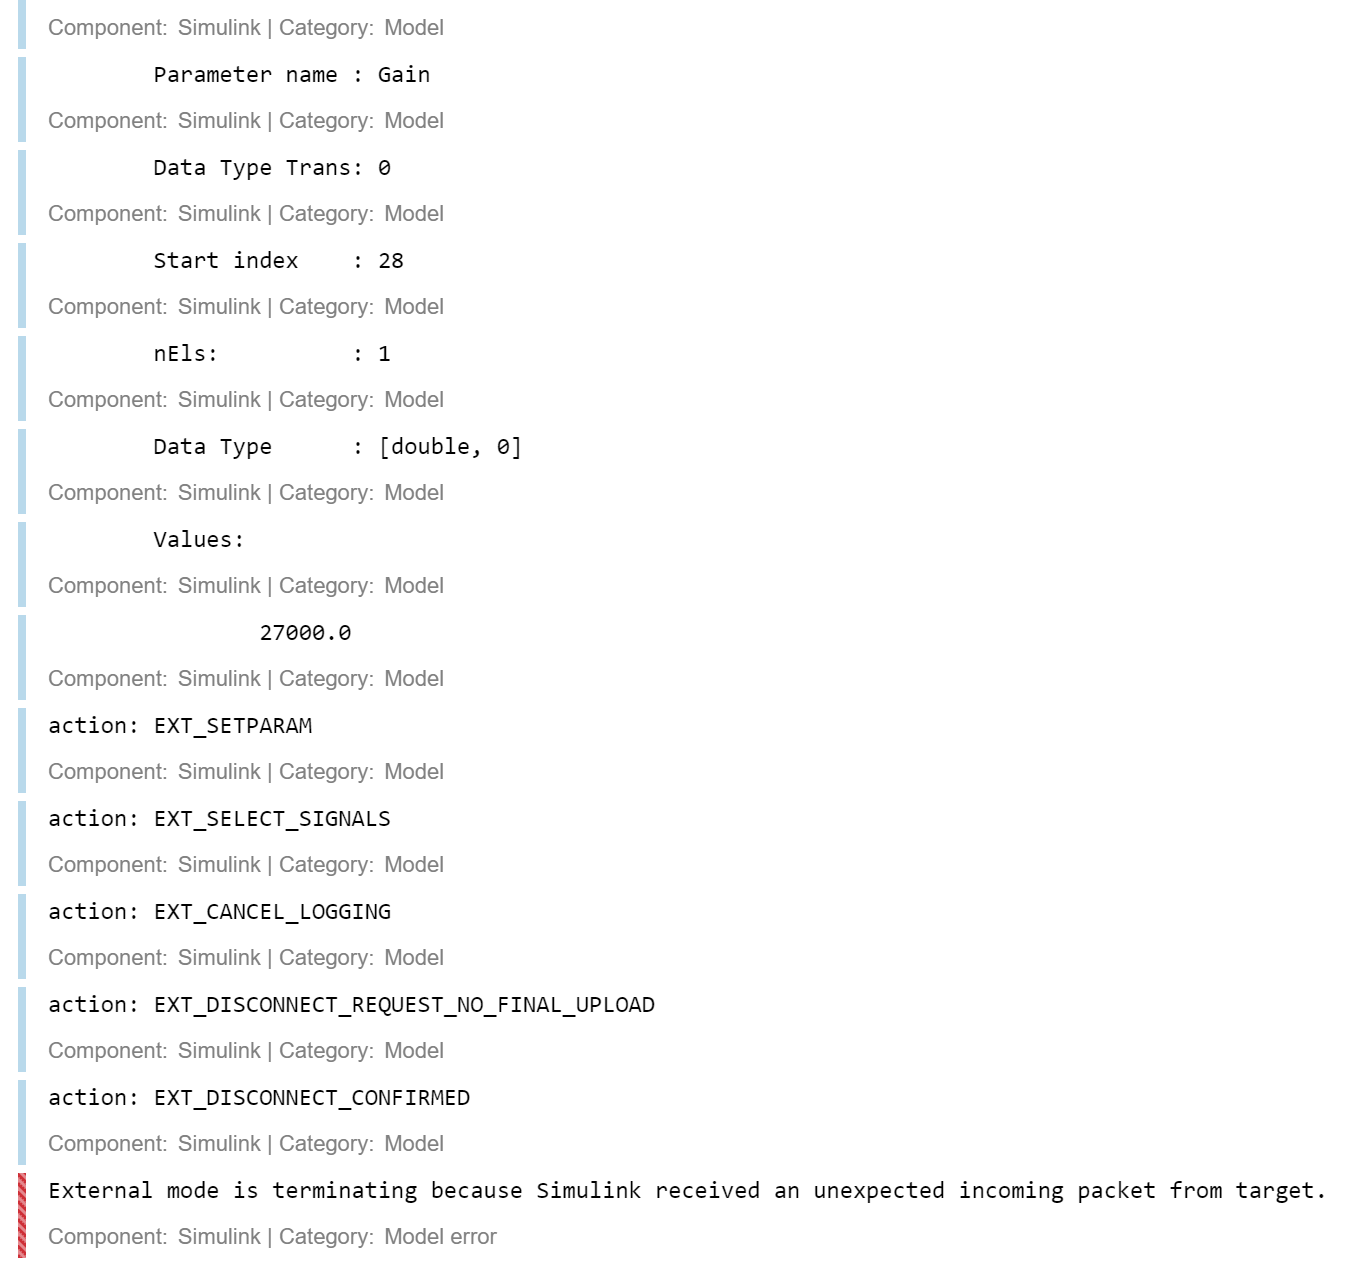 Component: Simulink | Category: Model
Parameter name : Gain
Component: Simulink | Category: Model
Data Type Trans: 0
Component: Simulink | Category: Model
Start index    : 28
Component: Simulink | Category: Model
nEls:          : 1
Component: Simulink | Category: Model
Data Type      : [double, 0]
Component: Simulink | Category: Model
Values:
Component: Simulink | Category: Model
27000.0
Component: Simulink | Category: Model
action: EXT_SETPARAM
Component: Simulink | Category: Model
action: EXT_SELECT_SIGNALS
Component: Simulink | Category: Model
action: EXT_CANCEL_LOGGING
Component: Simulink | Category: Model
action: EXT_DISCONNECT_REQUEST_NO_FINAL_UPLOAD
Component: Simulink | Category: Model
action: EXT_DISCONNECT_CONFIRMED
Component: Simulink | Category: Model
External mode is terminating because Simulink received an unexpected incoming packet from target.
Component: Simulink | Category: Model error